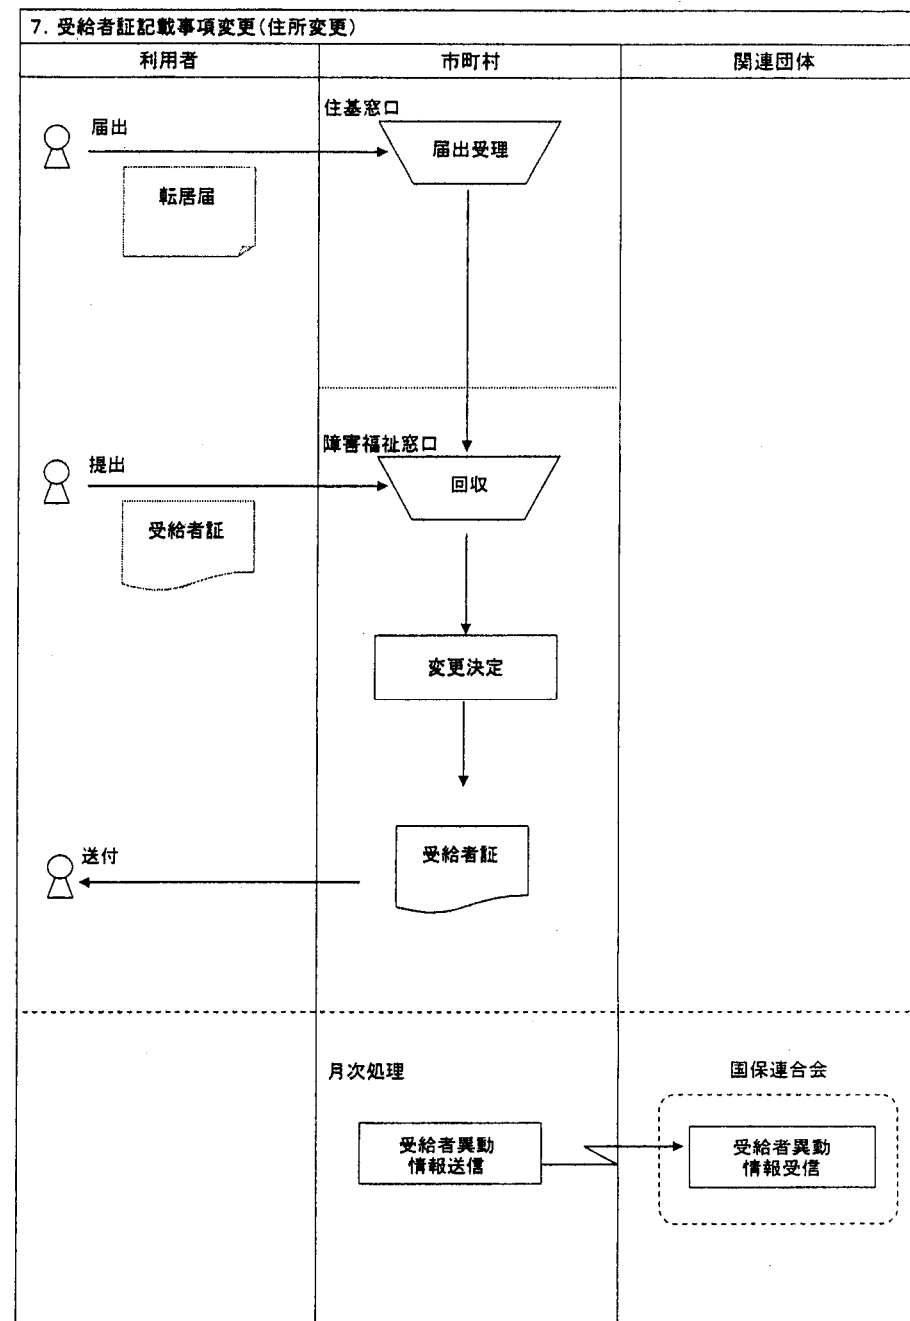 7. 受給者証記載事項変更(住所変更)
利用者
市町村
関連団体
住基窓口
届出
届出受理
転居届
障害福祉窓口
提出
回収
受給者証
変更決定
送付
受給者証
月次処理
国保連合会
受給者異動
情報送信
受給者異動
情報受信